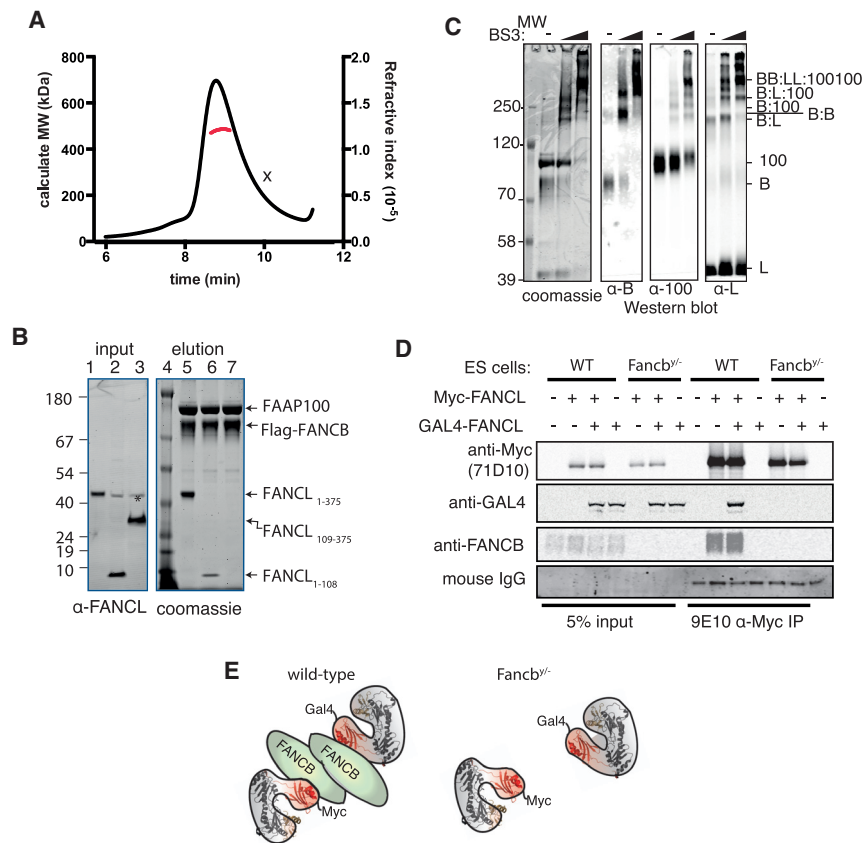 A
calculate MW (kDa)
800
600
400
200
0
6
8
10
12
time (min)
x
2.0
1.5
1.0
0.5
0.0
Refractive index (10-5)
B
input
elution
1 2 3 4 5 6 7
180
67
54
40
24
19
10
*
FAAP100
Flag-FANCB
FANCL 1-375
FANCL 109-375
FANCL1-108
α-FANCL
coomassie
C
MW
BS3: - - - -
250
120
70
58
39
BB:LL:100100
B:L:100
B:100
B:B
B:L
100
B
L
coomassie
α-B
α-100
α-L
Western blot
D
ES cells: WT Fancby/- WT Fancby/-
Myc-FANCL - + + - + + - + + - + + -
GAL4-FANCL - - + + - + + - - + + - + +
anti-Myc
(71D10)
anti-GAL4
anti-FANCB
mouse IgG
5% input
9E10 α-Myc IP
E
wild-type
Fancby/-
Gal4
FANCB
FANCB
Myc
Gal4
Myc